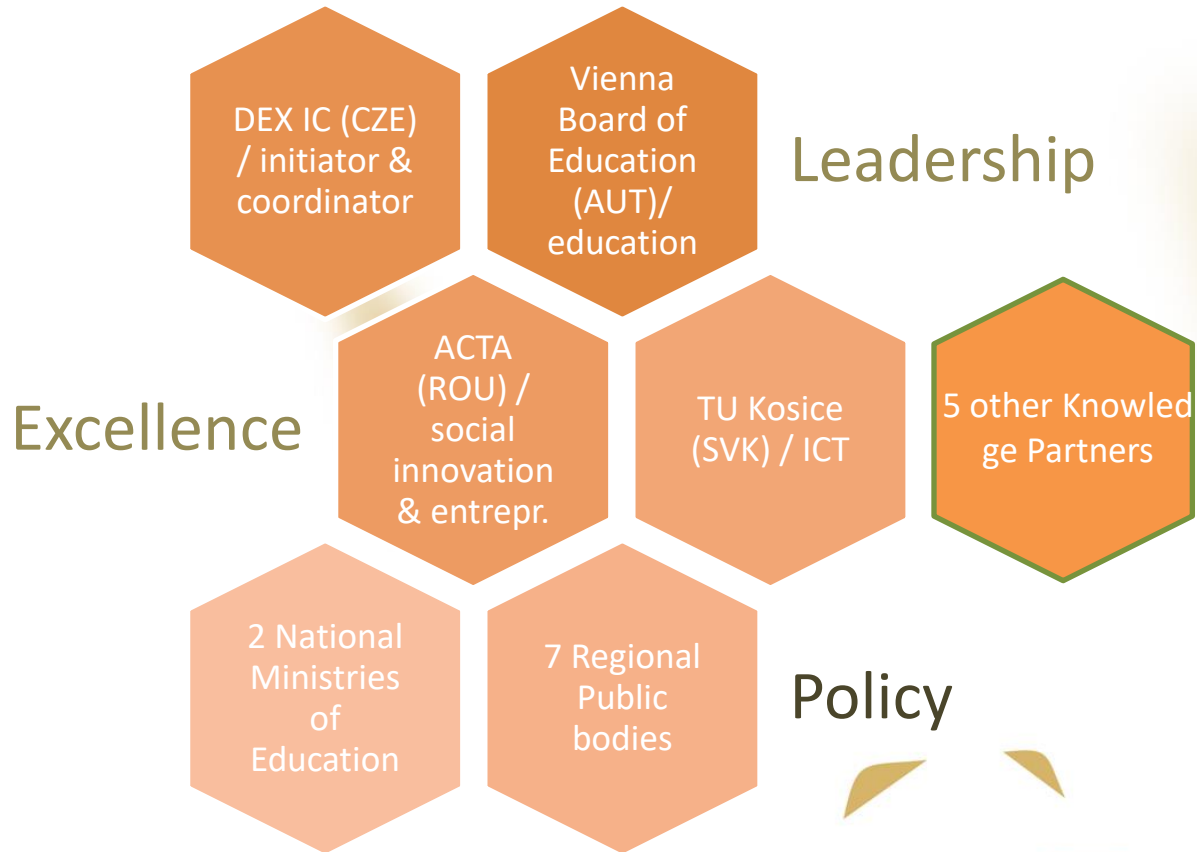 DEX IC (CZE)
/ initiator &
coordinator
Vienna
Board of
Education
(AUT)/
education
Leadership
Excellence
ACTA
(ROU) /
social
innovation
& entrepr.
TU Kosice
(SVK) / ICT
5 other Knowled
ge Partners
2 National
Ministries
of
Education
7 Regional
Public
bodies
Policy